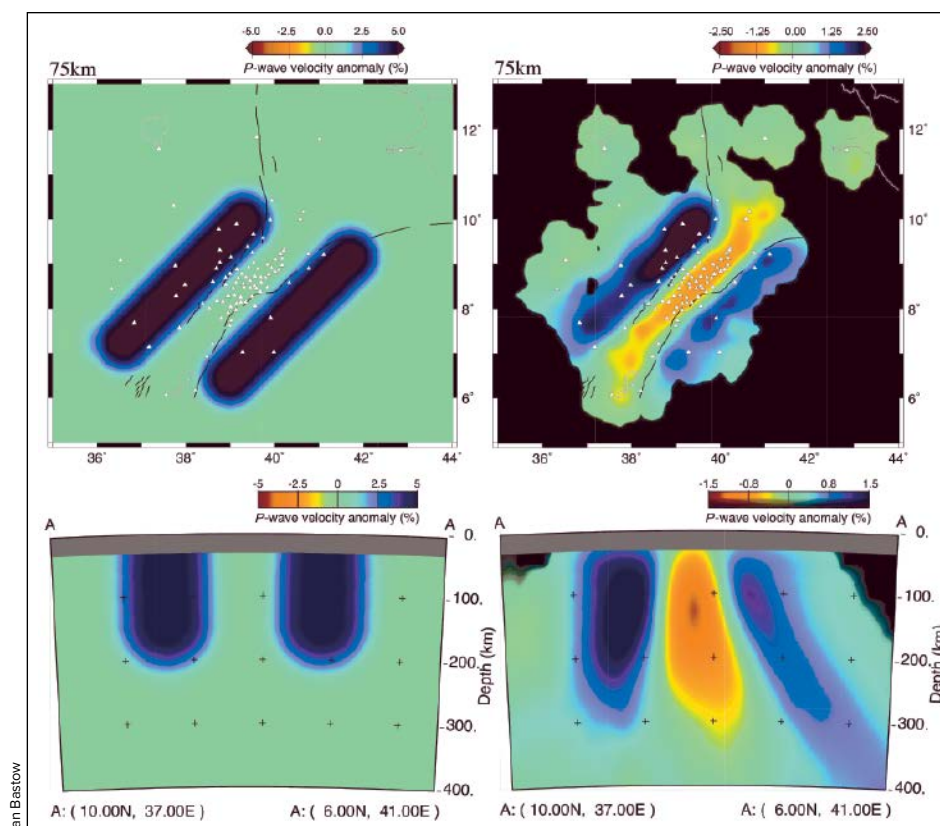 -5.0 -2.5 0.0 2.5 5.0
P-wave velocity anomaly (%)
75km
12°
10°
8°
6°
36° 38° 40° 42° 44°
-2.50 -1.25 0.00 1.25 2.50
P-wave velocity anomaly (%)
75km
12°
10°
8°
6°
36° 38° 40° 42° 44°
-5 -2.5 0 2.5 5
P-wave velocity anomaly (%)
A A
0.
100.
200.
300.
400.
Depth (km)
A: ( 10.00N, 37.00E ) A: ( 6.00N, 41.00E )
-1.5 -0.8 0 0.8 1.5
P-wave velocity anomaly (%)
A A
0.
100.
200.
300.
400.
Depth (km)
A: ( 10.00N, 37.00E ) A: ( 6.00N, 41.00E )
an Bastow